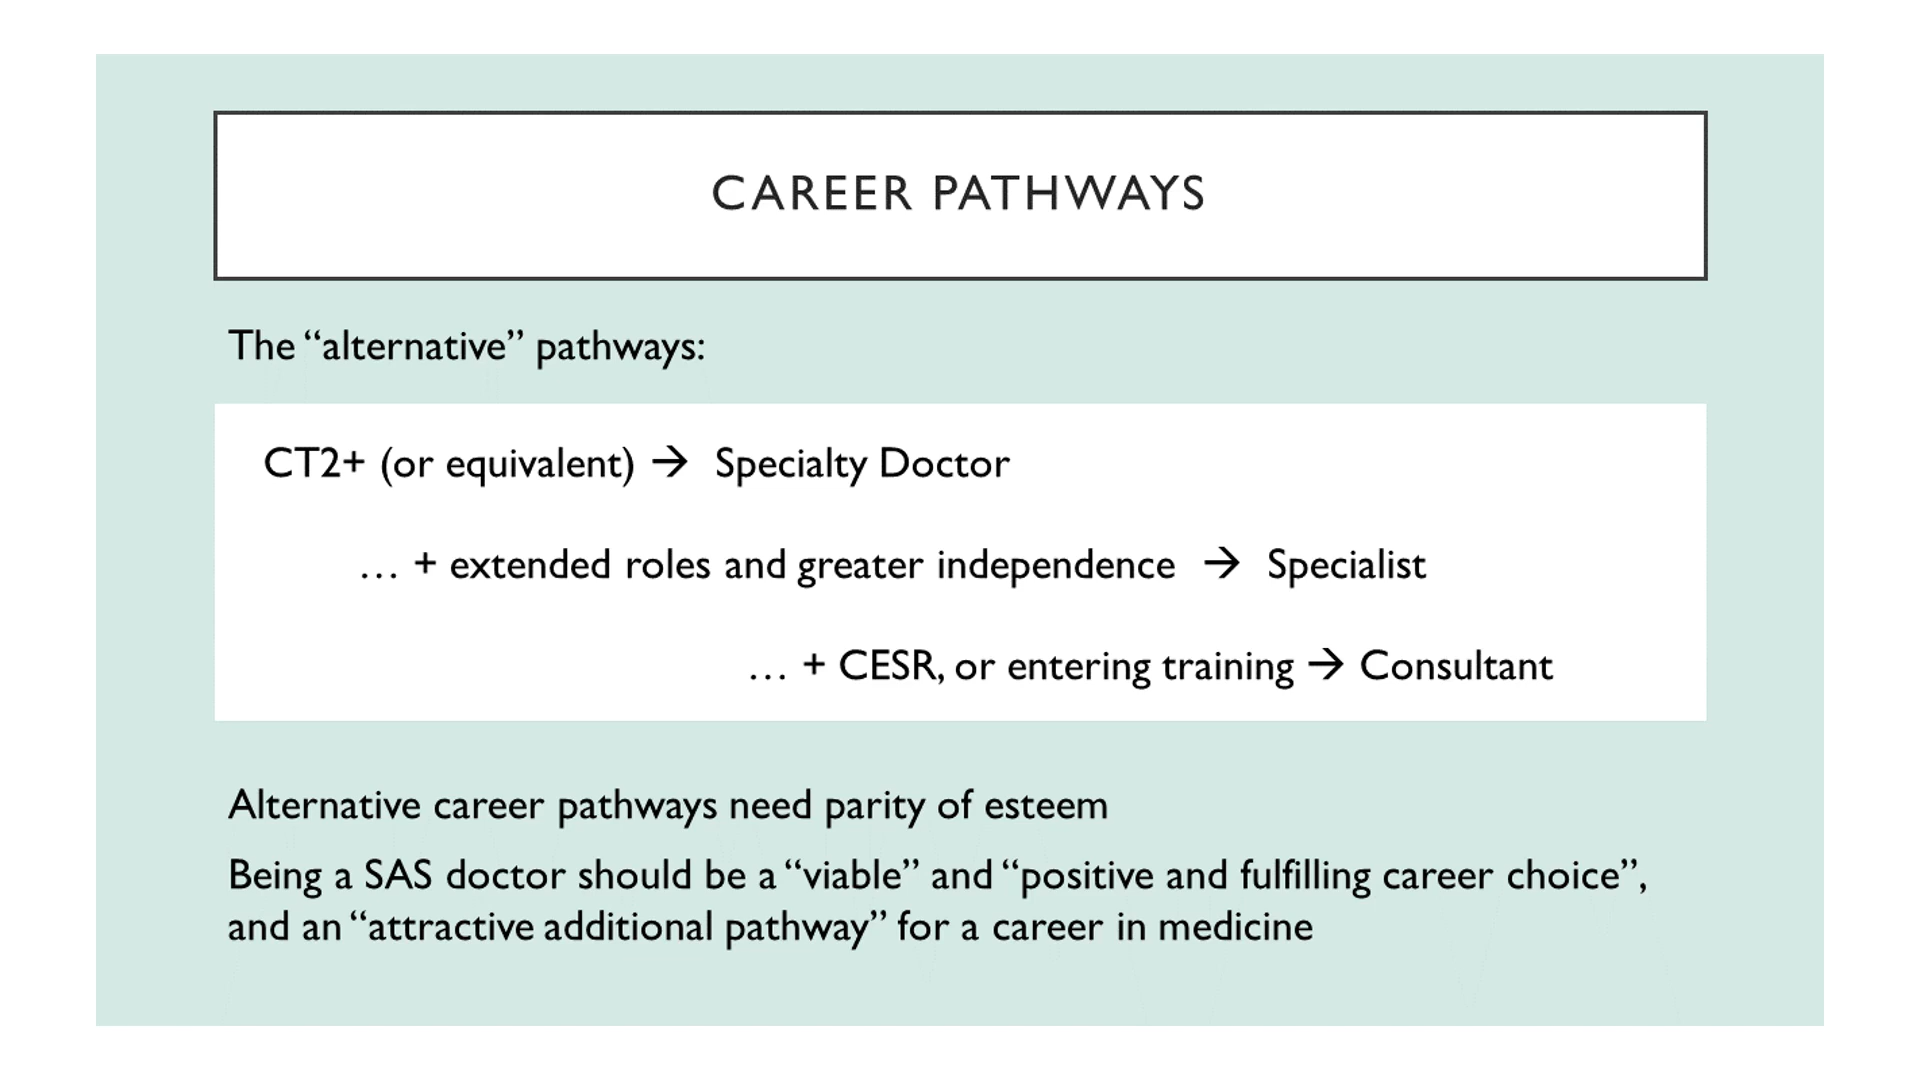 CAREER PATHWAYS
The “alternative” pathways:
CT2+ (or equivalent) → Specialty Doctor
… + extended roles and greater independence → Specialist
… + CESR, or entering training → Consultant
Alternative career pathways need parity of esteem
Being a SAS doctor should be a “viable” and “positive and fulfilling career choice”,
and an “attractive additional pathway” for a career in medicine